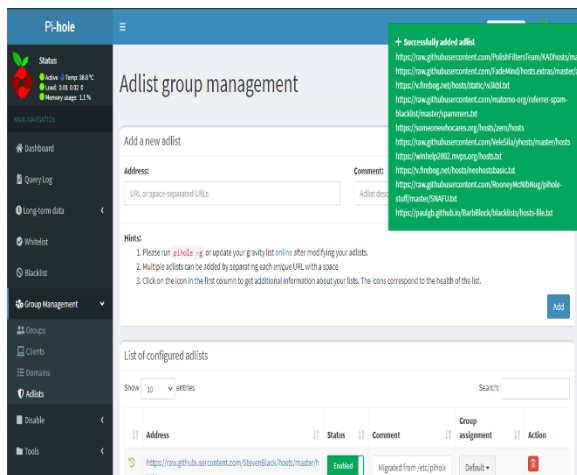 Pi-hole
Status
Active Temp: 38.9 °C
Load: 3.01 0.02 0
Memory usage: 1.1 %
MAIN NAVIGATION
Dashboard
Query Log
Long-term data
Whitelist
Blacklist
Group Management
Groups
Clients
Domains
Adlists
Disable
Tools
Adlist group management
Successfully added adlist
https://raw.githubusercontent.com/PolishFiltersTeam/KADhosts/ma
https://raw.githubusercontent.com/FadeMind/hosts.extras/master/
https://v.firebog.net/hosts/static/w3kbl.txt
https://raw.githubusercontent.com/matomo-org/referrer-spam-
blacklist/master/spammers.txt
https://someonewhocares.org/hosts/zero/hosts
https://raw.githubusercontent.com/VeleSila/yhosts/master/hosts
https://winhelp2002.mvps.org/hosts.txt
https://v.firebog.net/hosts/neohostsbasic.txt
https://raw.githubusercontent.com/RooneyMcNibNug/pihole-
stuff/master/SNAFU.txt
https://paulgb.github.io/BarbBlock/blacklists/hosts-file.txt
Add a new adlist
Address:
Comment:
URL or space-separated URLs
Adlist desc
Hints:
1. Please run pihole -g or update your gravity list online after modifying your adlists.
2. Multiple adlists can be added by separating each unique URL with a space
3. Click on the icon in the first column to get additional information about your lists. The icons correspond to the health of the list.
Add
List of configured adlists
Show 10 entries
Search:
Address Status Comment Group assignment Action
https://raw.githubusercontent.com/StevenBlack/hosts/master/h Enabled Migrated from /etc/pihole Default